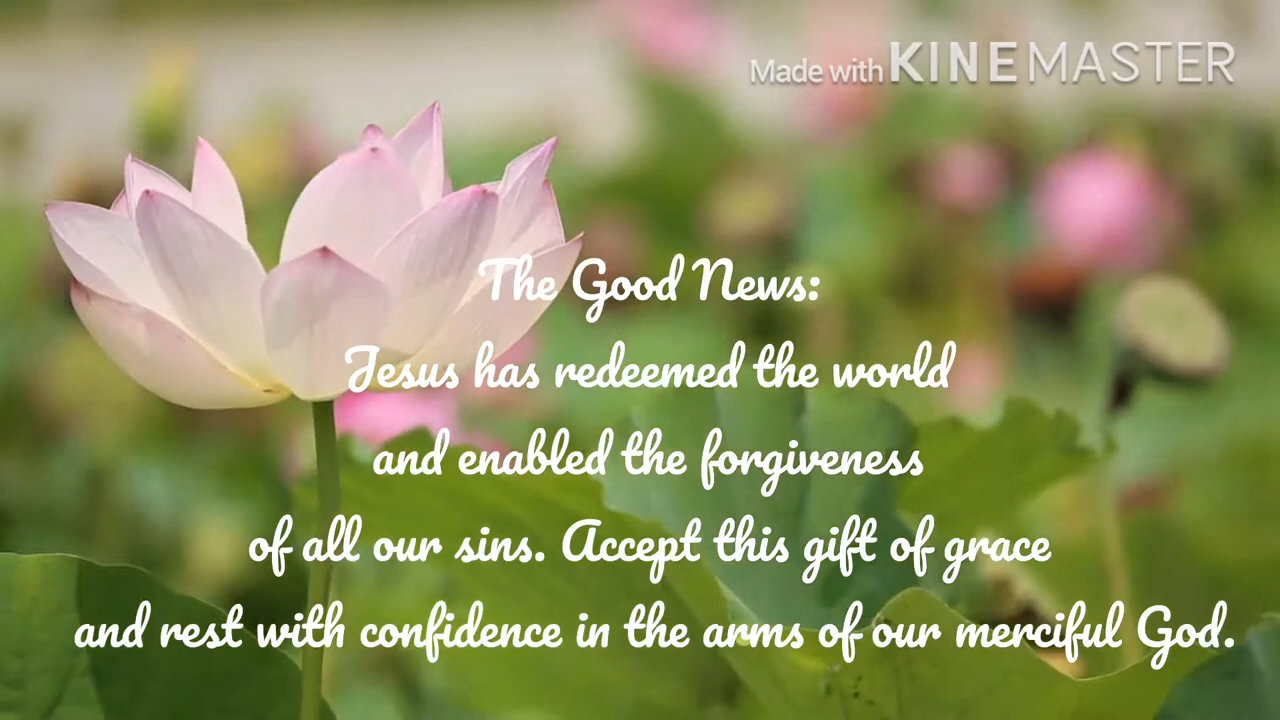 Made with KINEMASTER
The Good News:
Jesus has redeemed the world
and enabled the forgiveness
of all our sins. Accept this gift of grace
and rest with confidence in the arms of our merciful God.